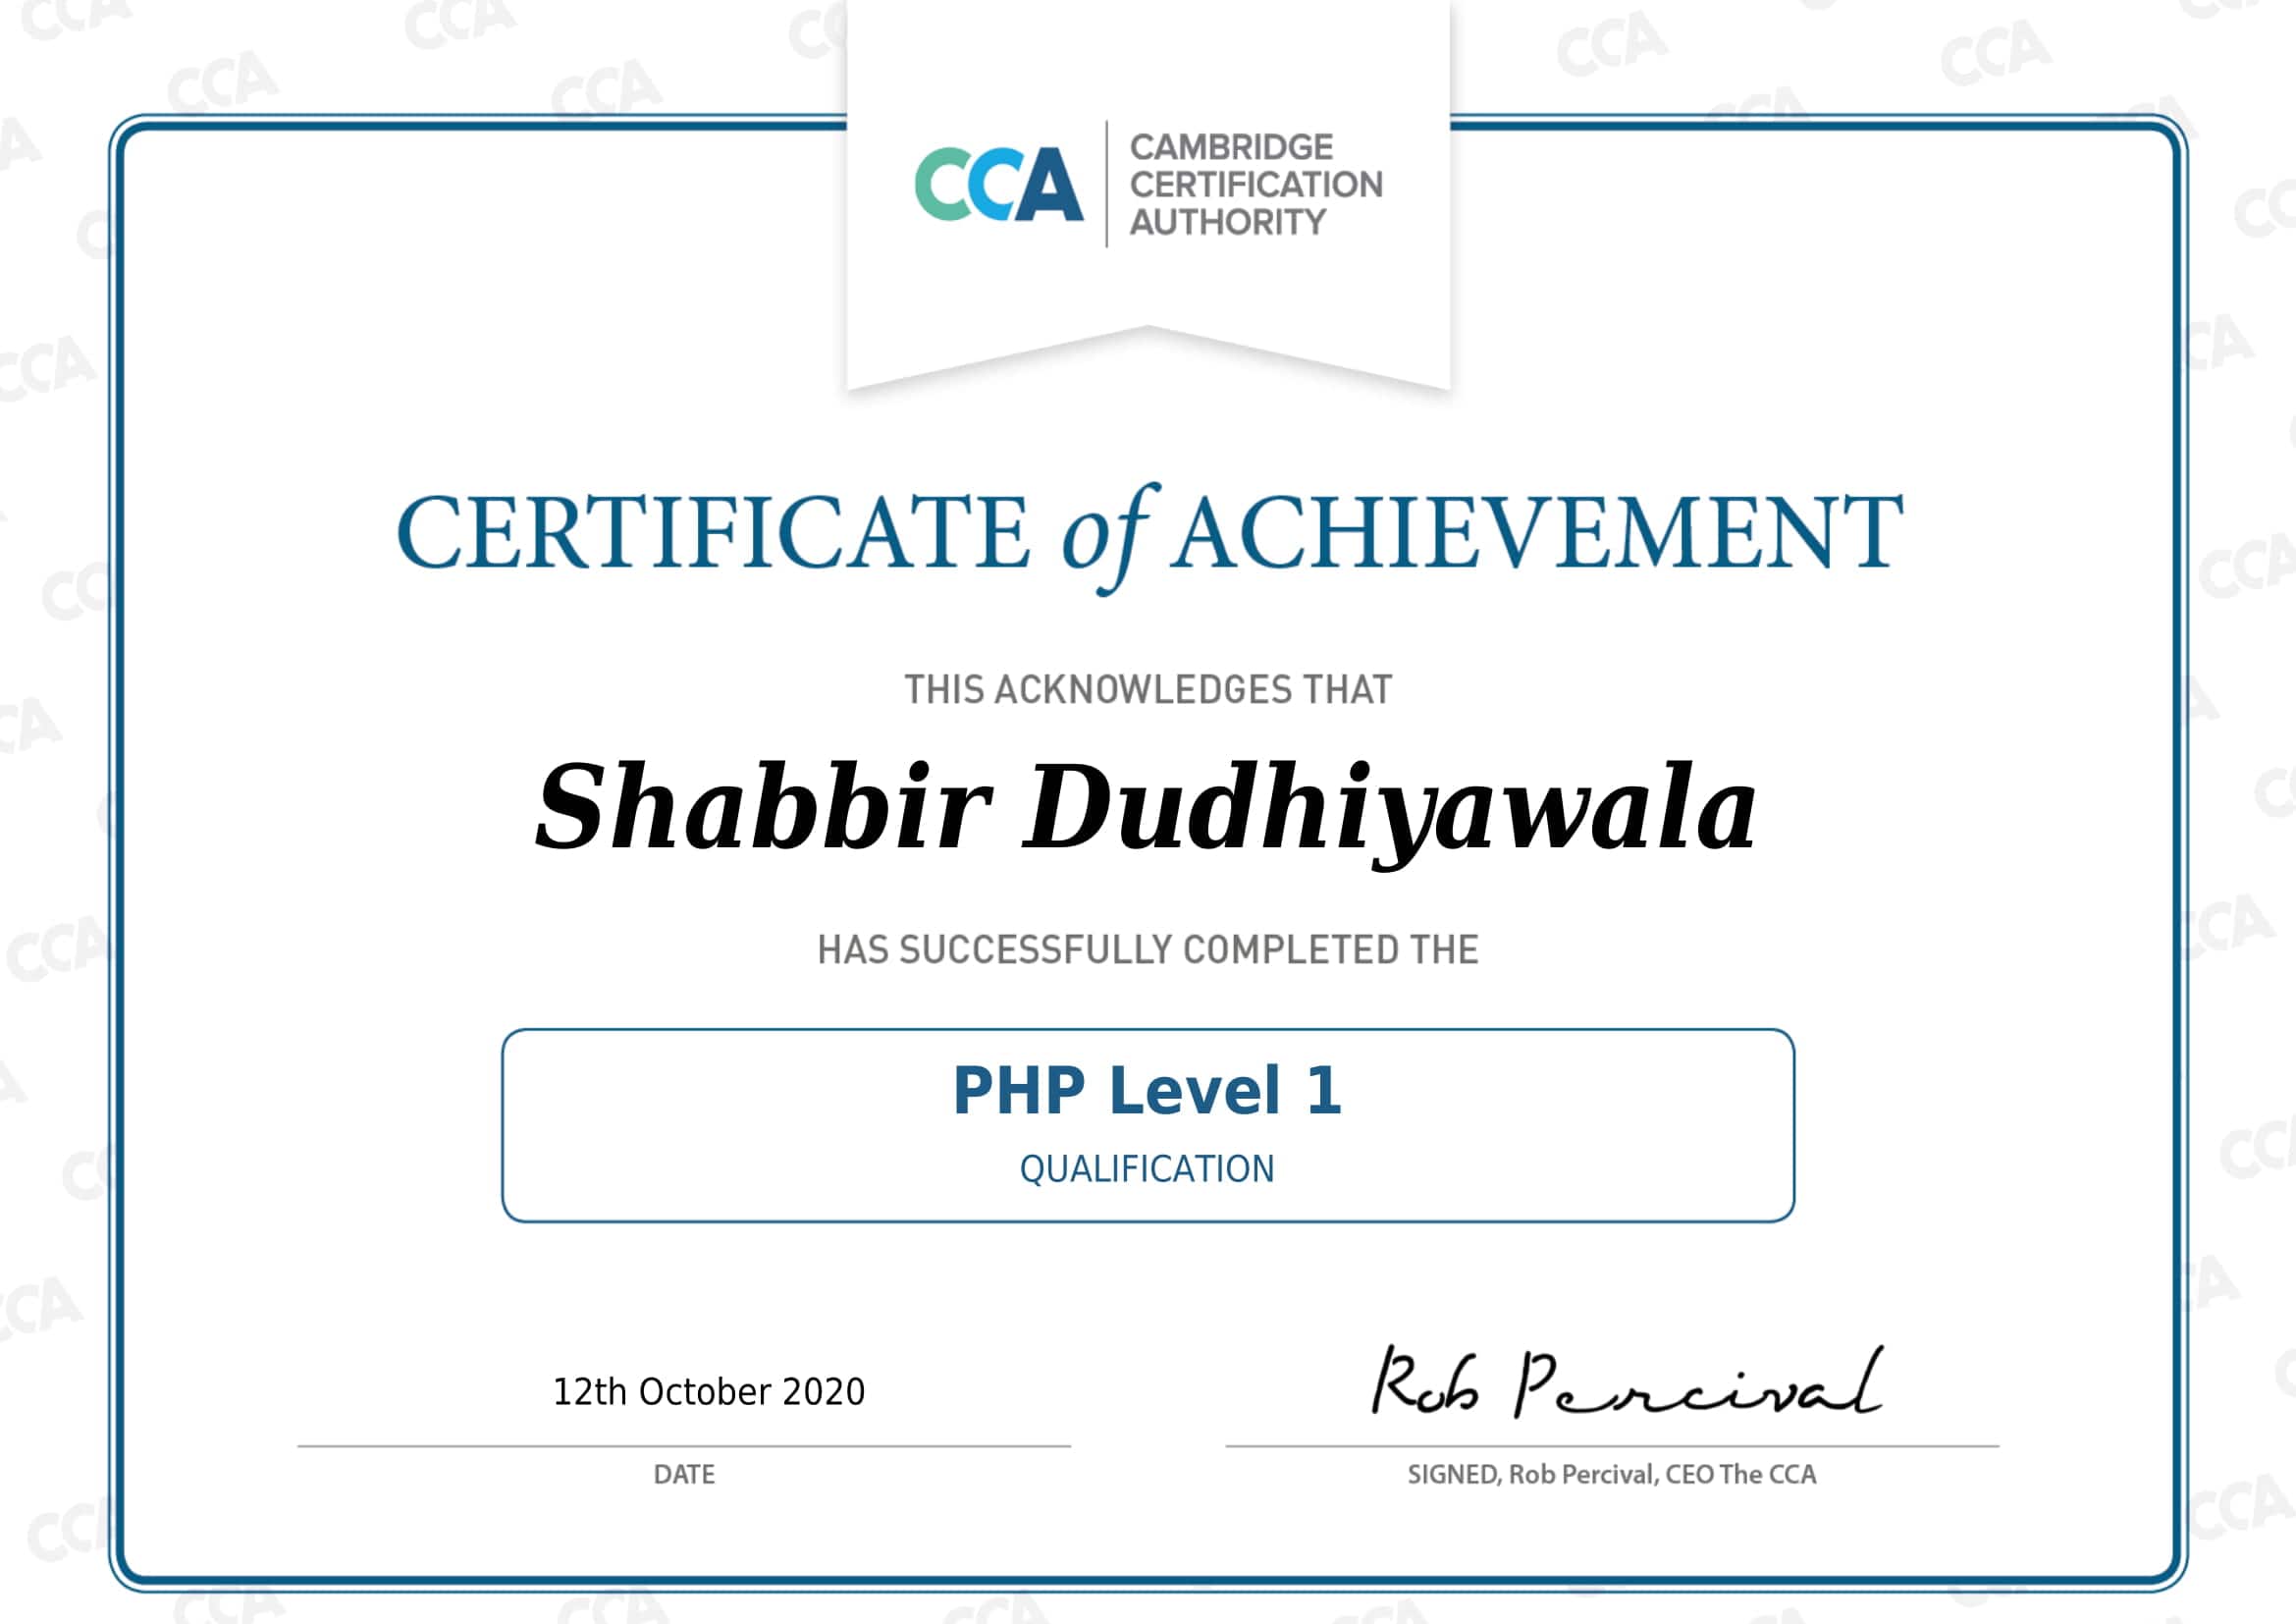 CCA
CAMBRIDGE
CERTIFICATION
AUTHORITY
CERTIFICATE of ACHIEVEMENT
THIS ACKNOWLEDGES THAT
Shabbir Dudhiyawala
HAS SUCCESSFULLY COMPLETED THE
PHP Level 1
QUALIFICATION
12th October 2020
Rob Percival
DATE
SIGNED, Rob Percival, CEO The CCA